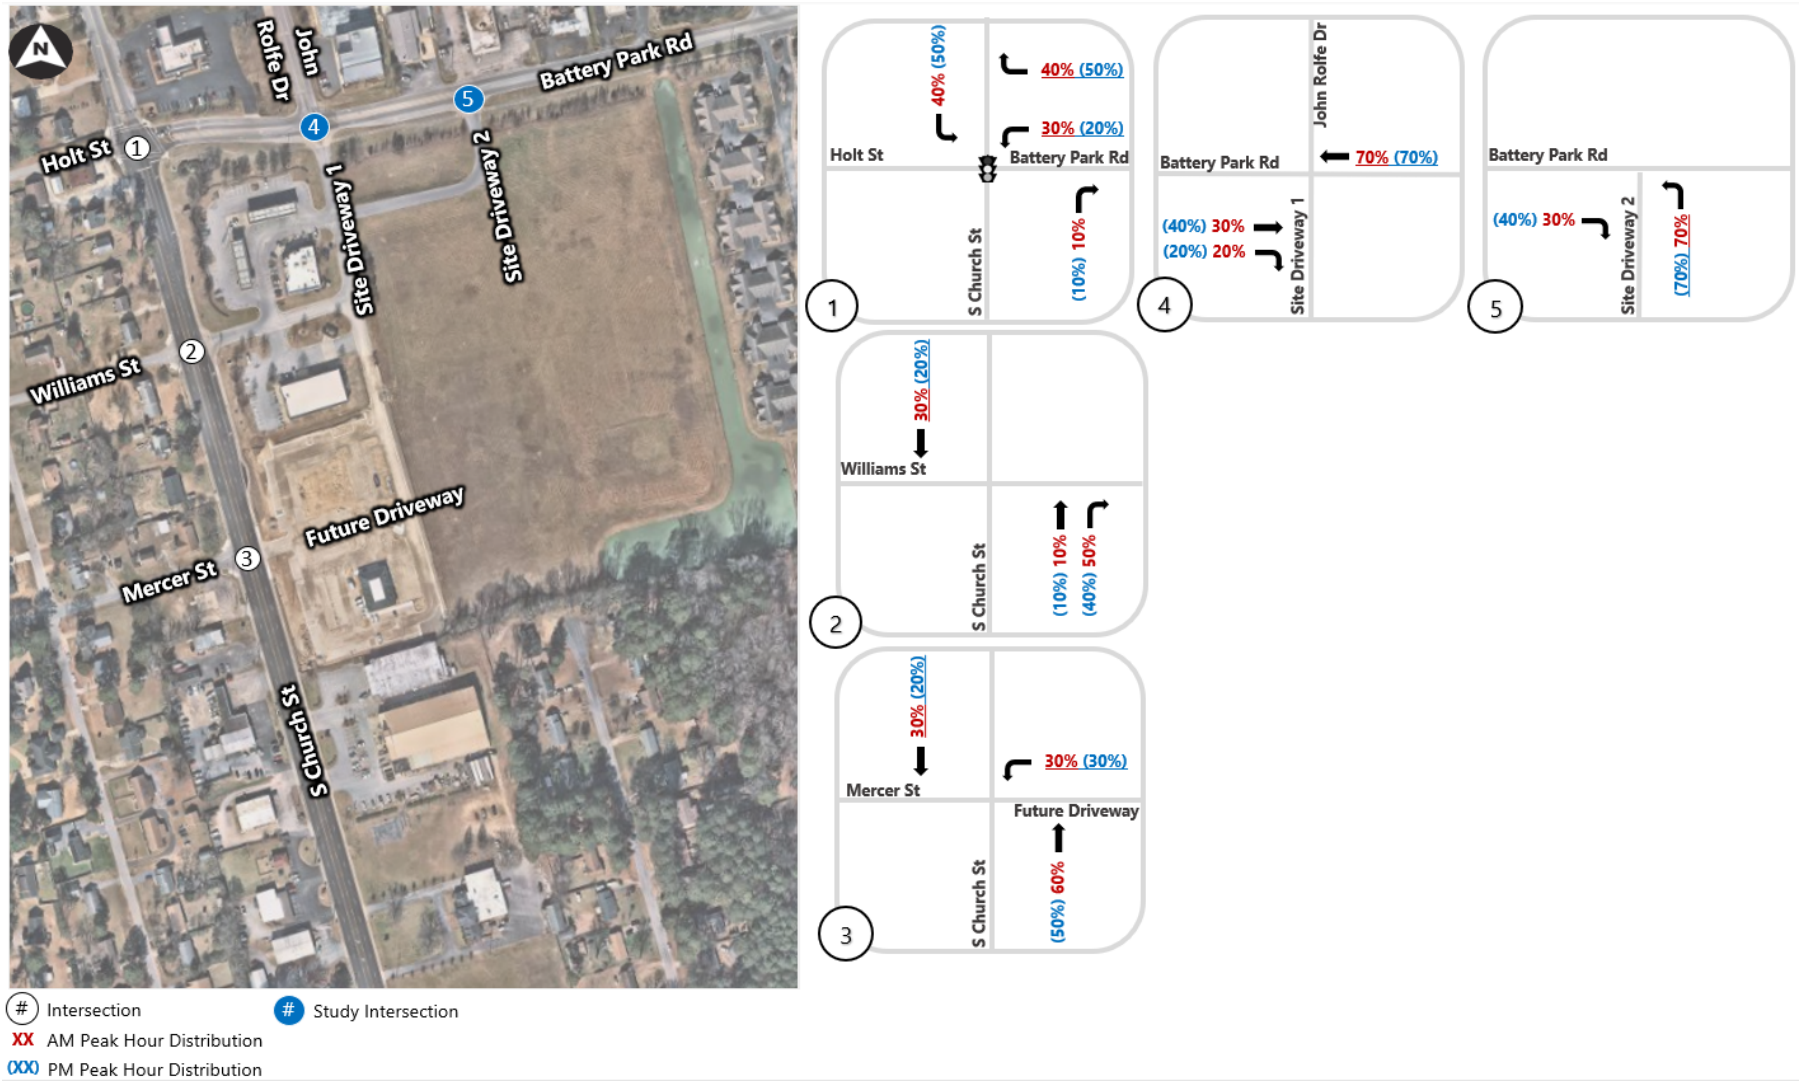 N
John
Rolfe Dr
Battery Park Rd
5
4
Holt St
1
Site Driveway 1
Site Driveway 2
2
Williams St
Future Driveway
3
Mercer St
S Church St
40% (50%)
40% (50%)
30% (20%)
Holt St
Battery Park Rd
S Church St
(10%) 10%
1
John Rolfe Dr
Battery Park Rd
70% (70%)
(40%) 30%
(20%) 20%
Site Driveway 1
4
Battery Park Rd
(40%) 30%
Site Driveway 2
(70%) 70%
5
30% (20%)
Williams St
S Church St
(10%) 10%
(40%) 50%
2
30% (20%)
30% (30%)
Mercer St
Future Driveway
S Church St
(50%) 60%
3
# Intersection
# Study Intersection
XX AM Peak Hour Distribution
(XX) PM Peak Hour Distribution